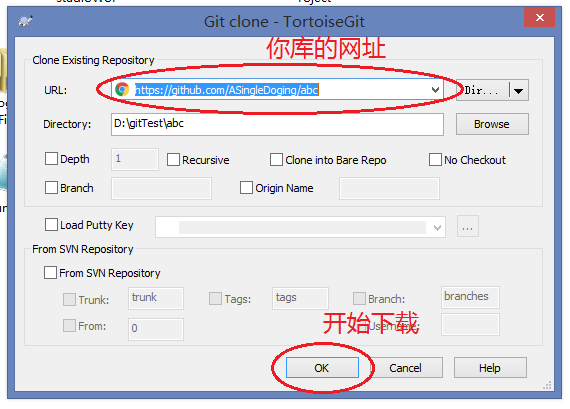 Git clone - TortoiseGit
你库的网址
Clone Existing Repository
URL: https://github.com/ASingleDoging/abc Dir...
Directory: D:\gitTest\abc Browse
Depth 1 Recursive Clone into Bare Repo No Checkout
Branch Origin Name
Load Putty Key ...
From SVN Repository
From SVN Repository
Trunk: trunk Tags: tags Branch: branches
开始下载
From: 0 Username:
OK Cancel Help